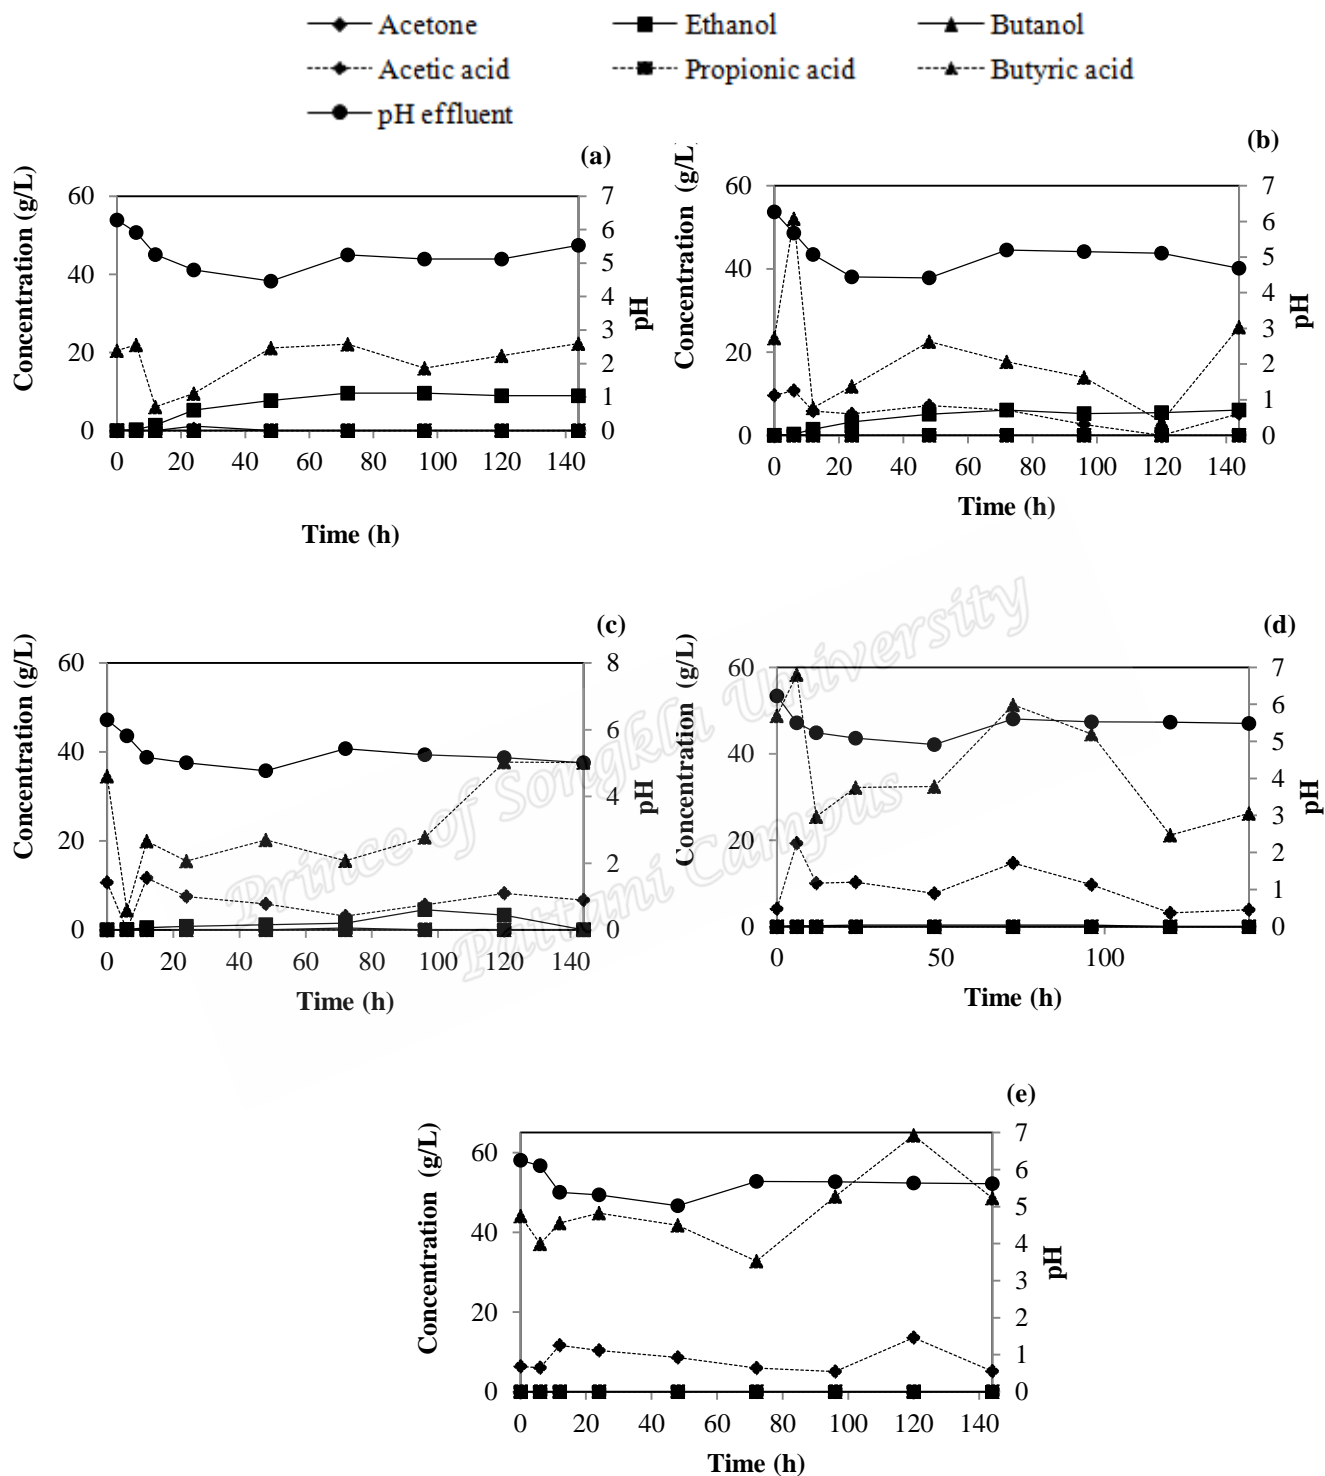 Acetone Ethanol Butanol
Acetic acid Propionic acid Butyric acid
pH effluent
(a)
Concentration (g/L)
60
40
20
0
7
6
5
4
3
2
1
0
pH
0 20 40 60 80 100 120 140
Time (h)
(b)
Concentration (g/L)
60
40
20
0
7
6
5
4
3
2
1
0
pH
0 20 40 60 80 100 120 140
Time (h)
(c)
Concentration (g/L)
60
40
20
0
8
6
4
2
0
pH
0 20 40 60 80 100 120 140
Time (h)
(d)
Concentration (g/L)
60
40
20
0
7
6
5
4
3
2
1
0
pH
0 50 100
Time (h)
(e)
Concentration (g/L)
60
40
20
0
7
6
5
4
3
2
1
0
pH
0 20 40 60 80 100 120 140
Time (h)
Prince of Songkla University
Pattani Campus